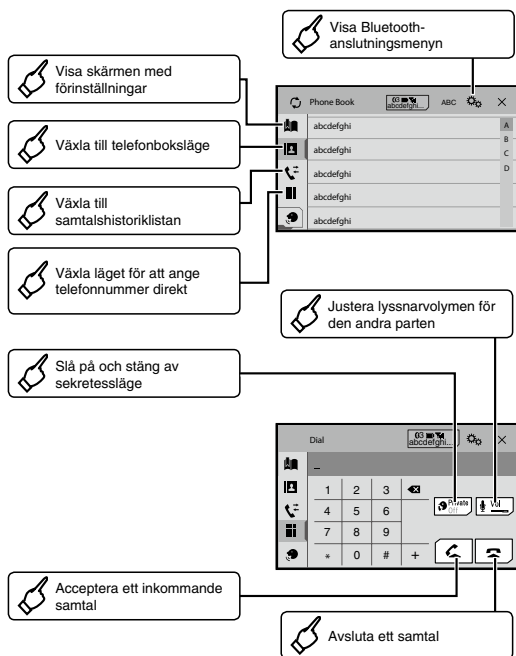 Visa Bluetooth-
anslutningsmenyn
Visa skärmen med
förinställningar
Växla till telefonboksläge
Växla till
samtalshistoriklistan
Växla läget för att ange
telefonnummer direkt
Phone Book
03
abcdefghi...
ABC
abcdefghi
abcdefghi
abcdefghi
abcdefghi
abcdefghi
A
B
C
D
Justera lyssnarvolymen för
den andra parten
Slå på och stäng av
sekretessläge
Dial
03
abcdefghi...
_
1 2 3
4 5 6
7 8 9
* 0 # +
Private
Off
Vol
Acceptera ett inkommande
samtal
Avsluta ett samtal